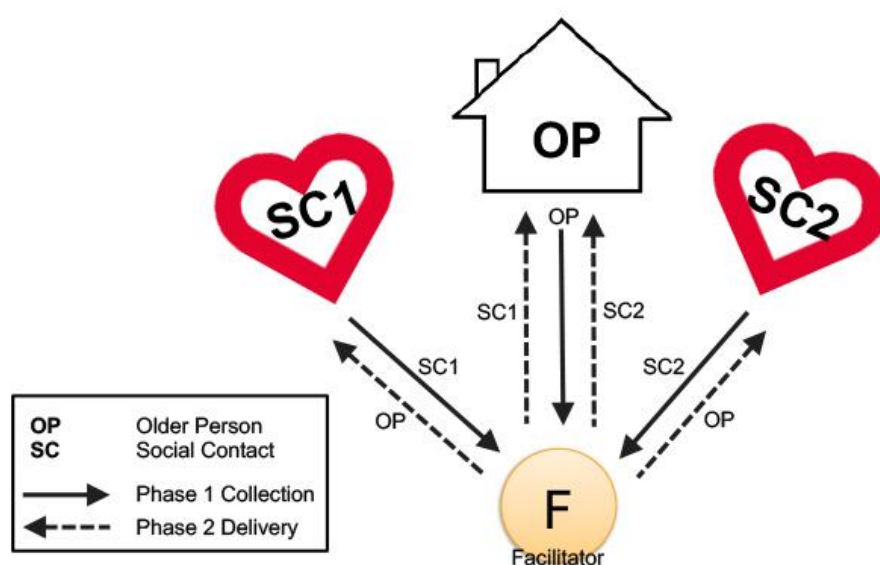 OP
SC1
SC2
OP
SC1
SC2
SC1
SC2
OP
OP
OP Older Person
SC Social Contact
Phase 1 Collection
Phase 2 Delivery
F
Facilitator